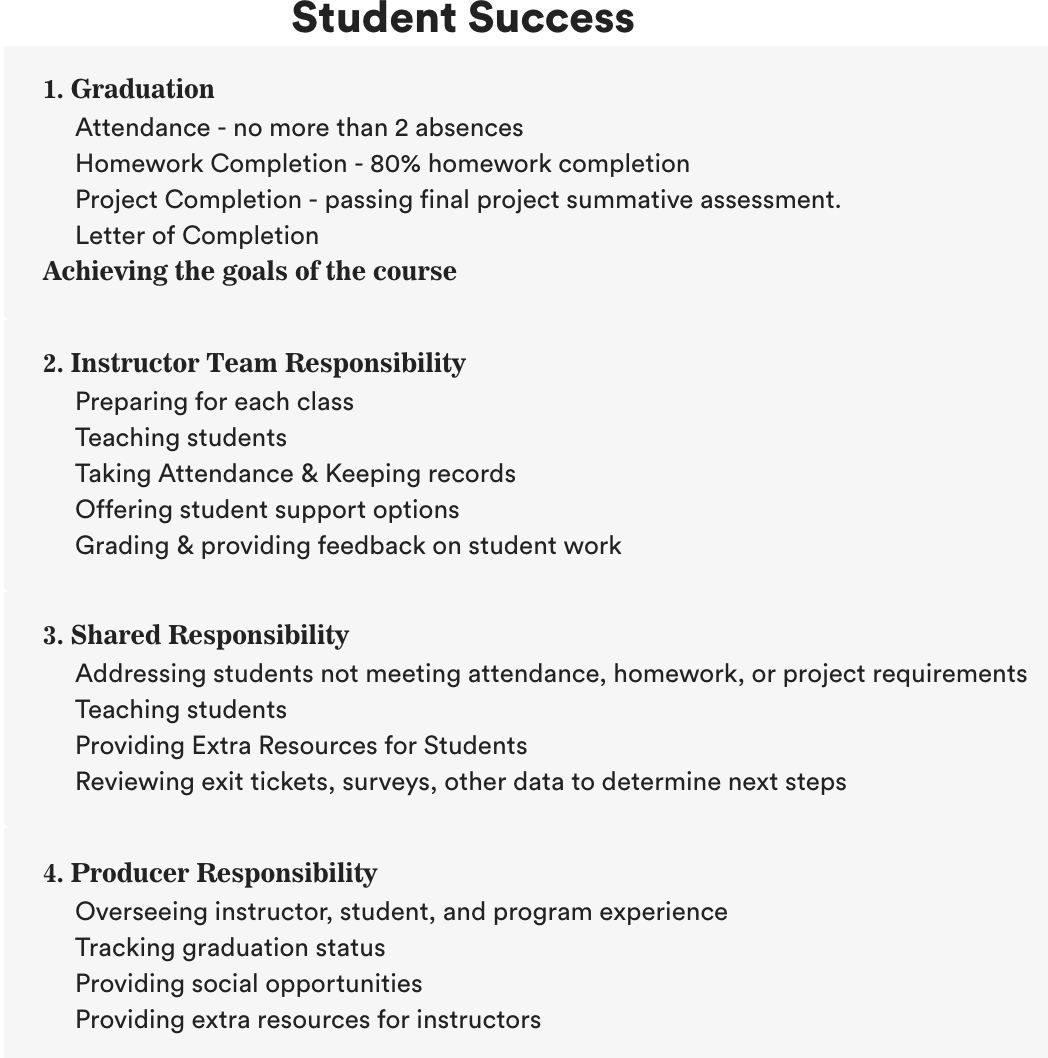 Student Success
1. Graduation
Attendance - no more than 2 absences
Homework Completion - 80% homework completion
Project Completion - passing final project summative assessment.
Letter of Completion
Achieving the goals of the course
2. Instructor Team Responsibility
Preparing for each class
Teaching students
Taking Attendance & Keeping records
Offering student support options
Grading & providing feedback on student work
3. Shared Responsibility
Addressing students not meeting attendance, homework, or project requirements
Teaching students
Providing Extra Resources for Students
Reviewing exit tickets, surveys, other data to determine next steps
4. Producer Responsibility
Overseeing instructor, student, and program experience
Tracking graduation status
Providing social opportunities
Providing extra resources for instructors